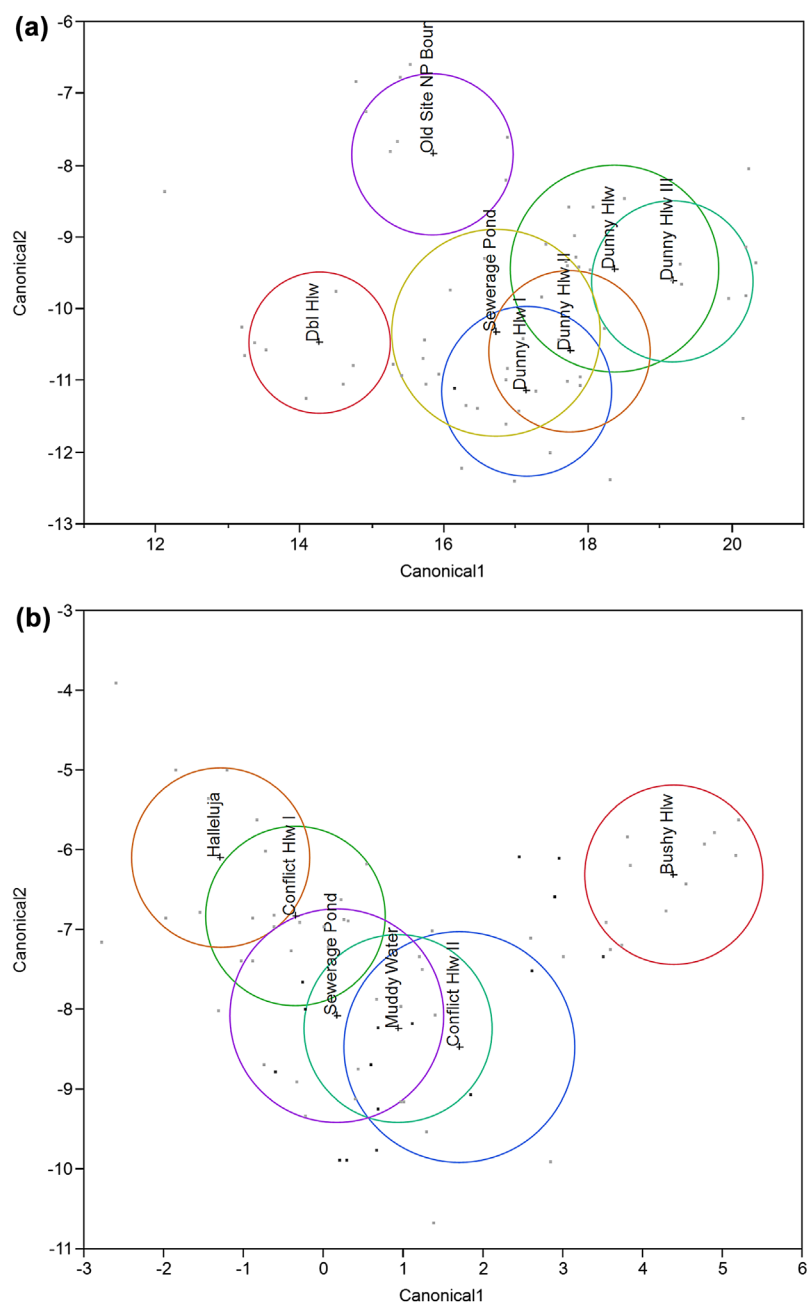 (a)
-6
-7
-8
-9
-10
-11
-12
-13
Canonical2
Old Site NP Bour
Sewerage Pond
Dunny Hlw
Dunny Hlw III
Dunny Hlw II
Dunny Hlw I
Dbl Hlw
12
14
16
18
20
Canonical1
(b)
-3
-4
-5
-6
-7
-8
-9
-10
-11
Canonical2
Halleluja
Conflict Hlw I
Bushy Hlw
Sewerage Pond
Muddy Water
Conflict Hlw II
-3
-2
-1
0
1
2
3
4
5
6
Canonical1